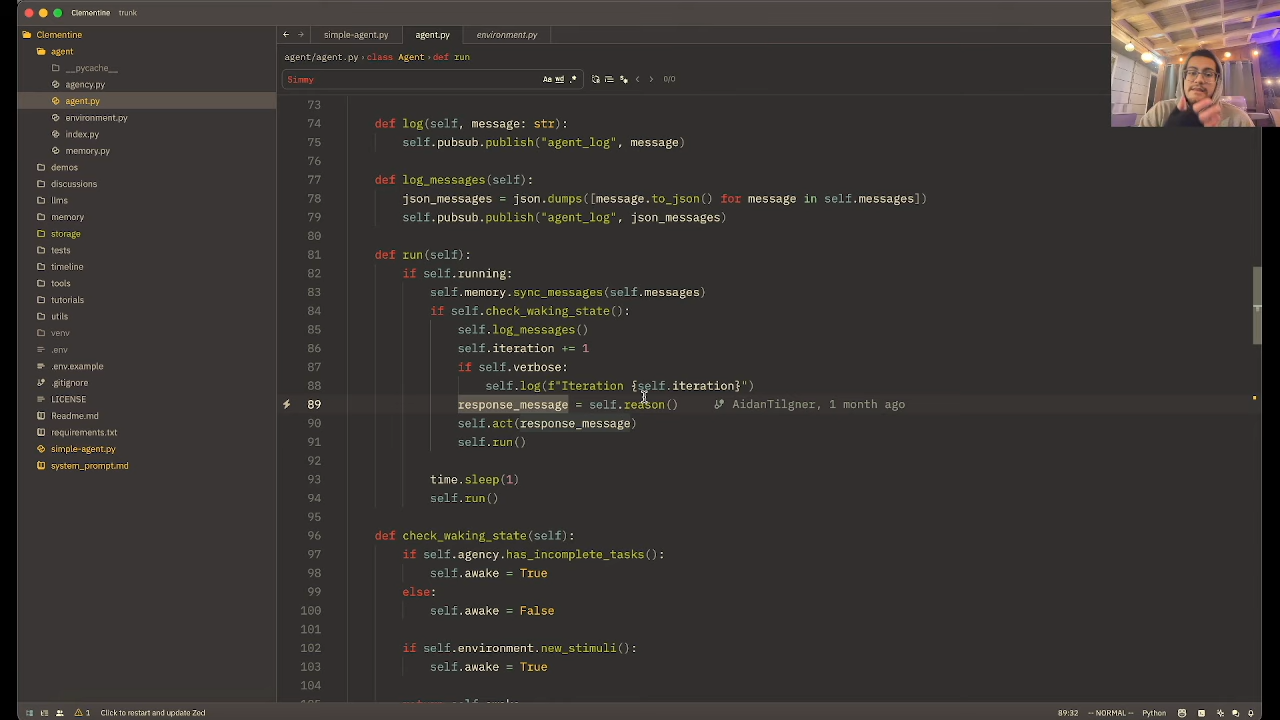 Clementine trunk
Clementine
agent
__pycache__
agency.py
agent.py
environment.py
index.py
memory.py
demos
discussions
llms
memory
storage
tests
timeline
tools
tutorials
utils
venv
.env
.env.example
.gitignore
LICENSE
Readme.md
requirements.txt
simple-agent.py
system_prompt.md
simple-agent.py agent.py environment.py
agent/agent.py › class Agent › def run
Simmy Aa wd .* 0/0
73
74 def log(self, message: str):
75 self.pubsub.publish("agent_log", message)
76
77 def log_messages(self):
78 json_messages = json.dumps([message.to_json() for message in self.messages])
79 self.pubsub.publish("agent_log", json_messages)
80
81 def run(self):
82 if self.running:
83 self.memory.sync_messages(self.messages)
84 if self.check_waking_state():
85 self.log_messages()
86 self.iteration += 1
87 if self.verbose:
88 self.log(f"Iteration {self.iteration}")
89 response_message = self.reason() AidanTilgner, 1 month ago
90 self.act(response_message)
91 self.run()
92
93 time.sleep(1)
94 self.run()
95
96 def check_waking_state(self):
97 if self.agency.has_incomplete_tasks():
98 self.awake = True
99 else:
100 self.awake = False
101
102 if self.environment.new_stimuli():
103 self.awake = True
104
1 Click to restart and update Zed 89:32 -- NORMAL -- Python